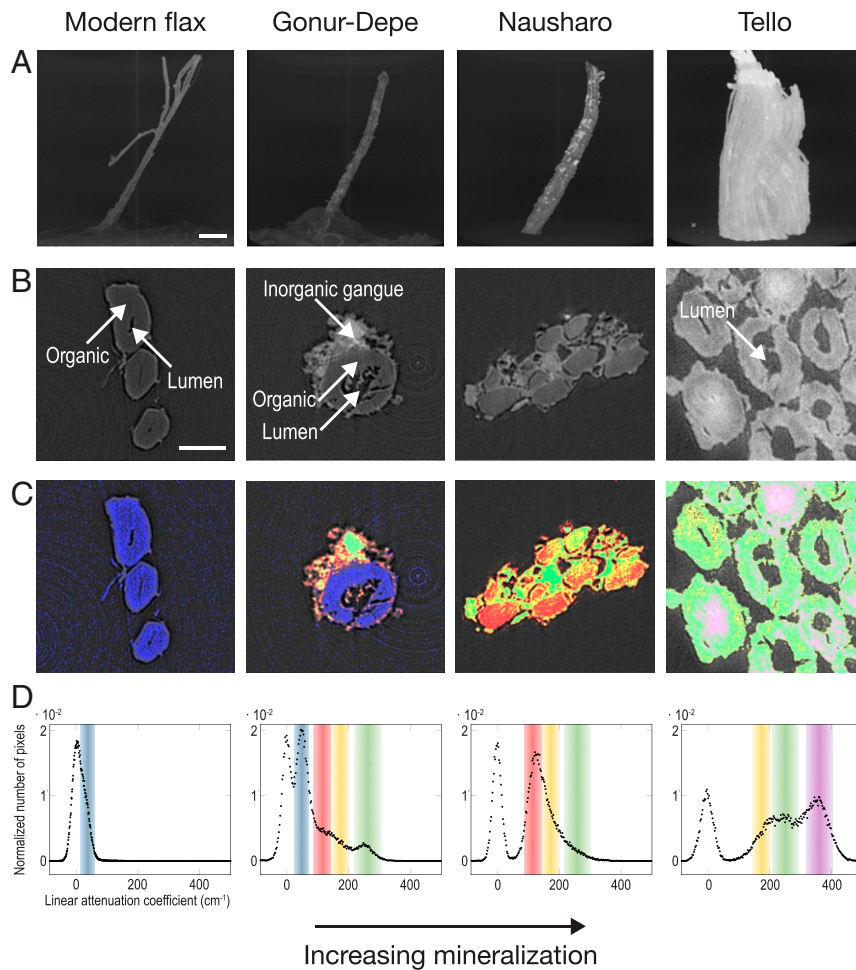 Modern flax Gonur-Depe Nausharo Tello
A
B
Organic
Lumen
Inorganic gangue
Organic
Lumen
Lumen
C
D
· 10⁻² · 10⁻² · 10⁻² · 10⁻²
2 2 2 2
1 1 1 1
0 0 0 0
Normalized number of pixels
0 200 400 0 200 400 0 200 400 0 200 400
Linear attenuation coefficient (cm⁻¹)
Increasing mineralization